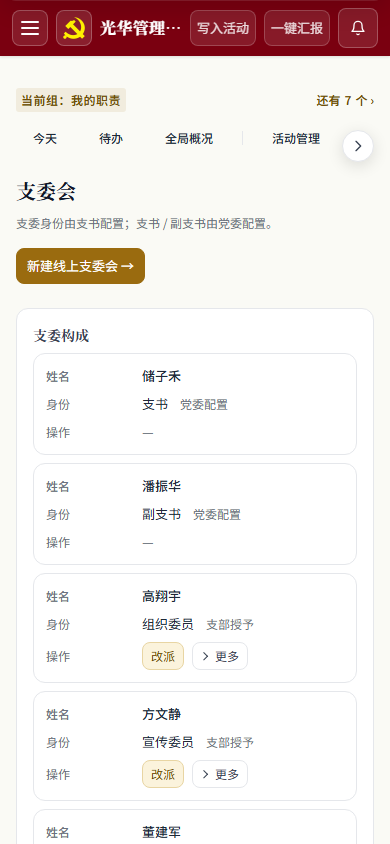 光华管理…
写入活动
一键汇报
当前组：我的职责
还有 7 个 ›
今天
待办
全局概况
活动管理
支委会
支委身份由支书配置；支书 / 副支书由党委配置。
新建线上支委会 →
支委构成
姓名 储子禾
身份 支书 党委配置
操作 —
姓名 潘振华
身份 副支书 党委配置
操作 —
姓名 高翔宇
身份 组织委员 支部授予
操作 改派 更多
姓名 方文静
身份 宣传委员 支部授予
操作 改派 更多
姓名 董建军